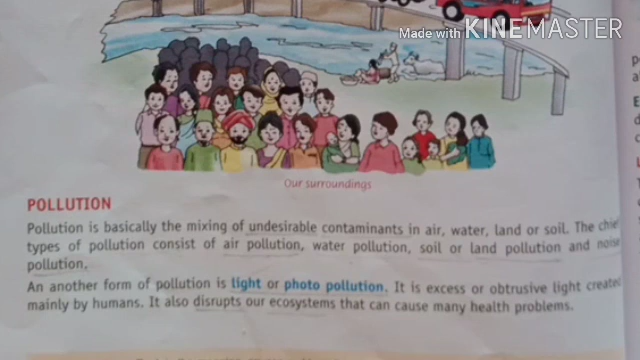 Made with KINEMASTER
Our surroundings
POLLUTION
Pollution is basically the mixing of undesirable contaminants in air, water, land or soil. The chief
types of pollution consist of air pollution, water pollution, soil or land pollution and noise
pollution.
An another form of pollution is light or photo pollution. It is excess or obtrusive light created
mainly by humans. It also disrupts our ecosystems that can cause many health problems.